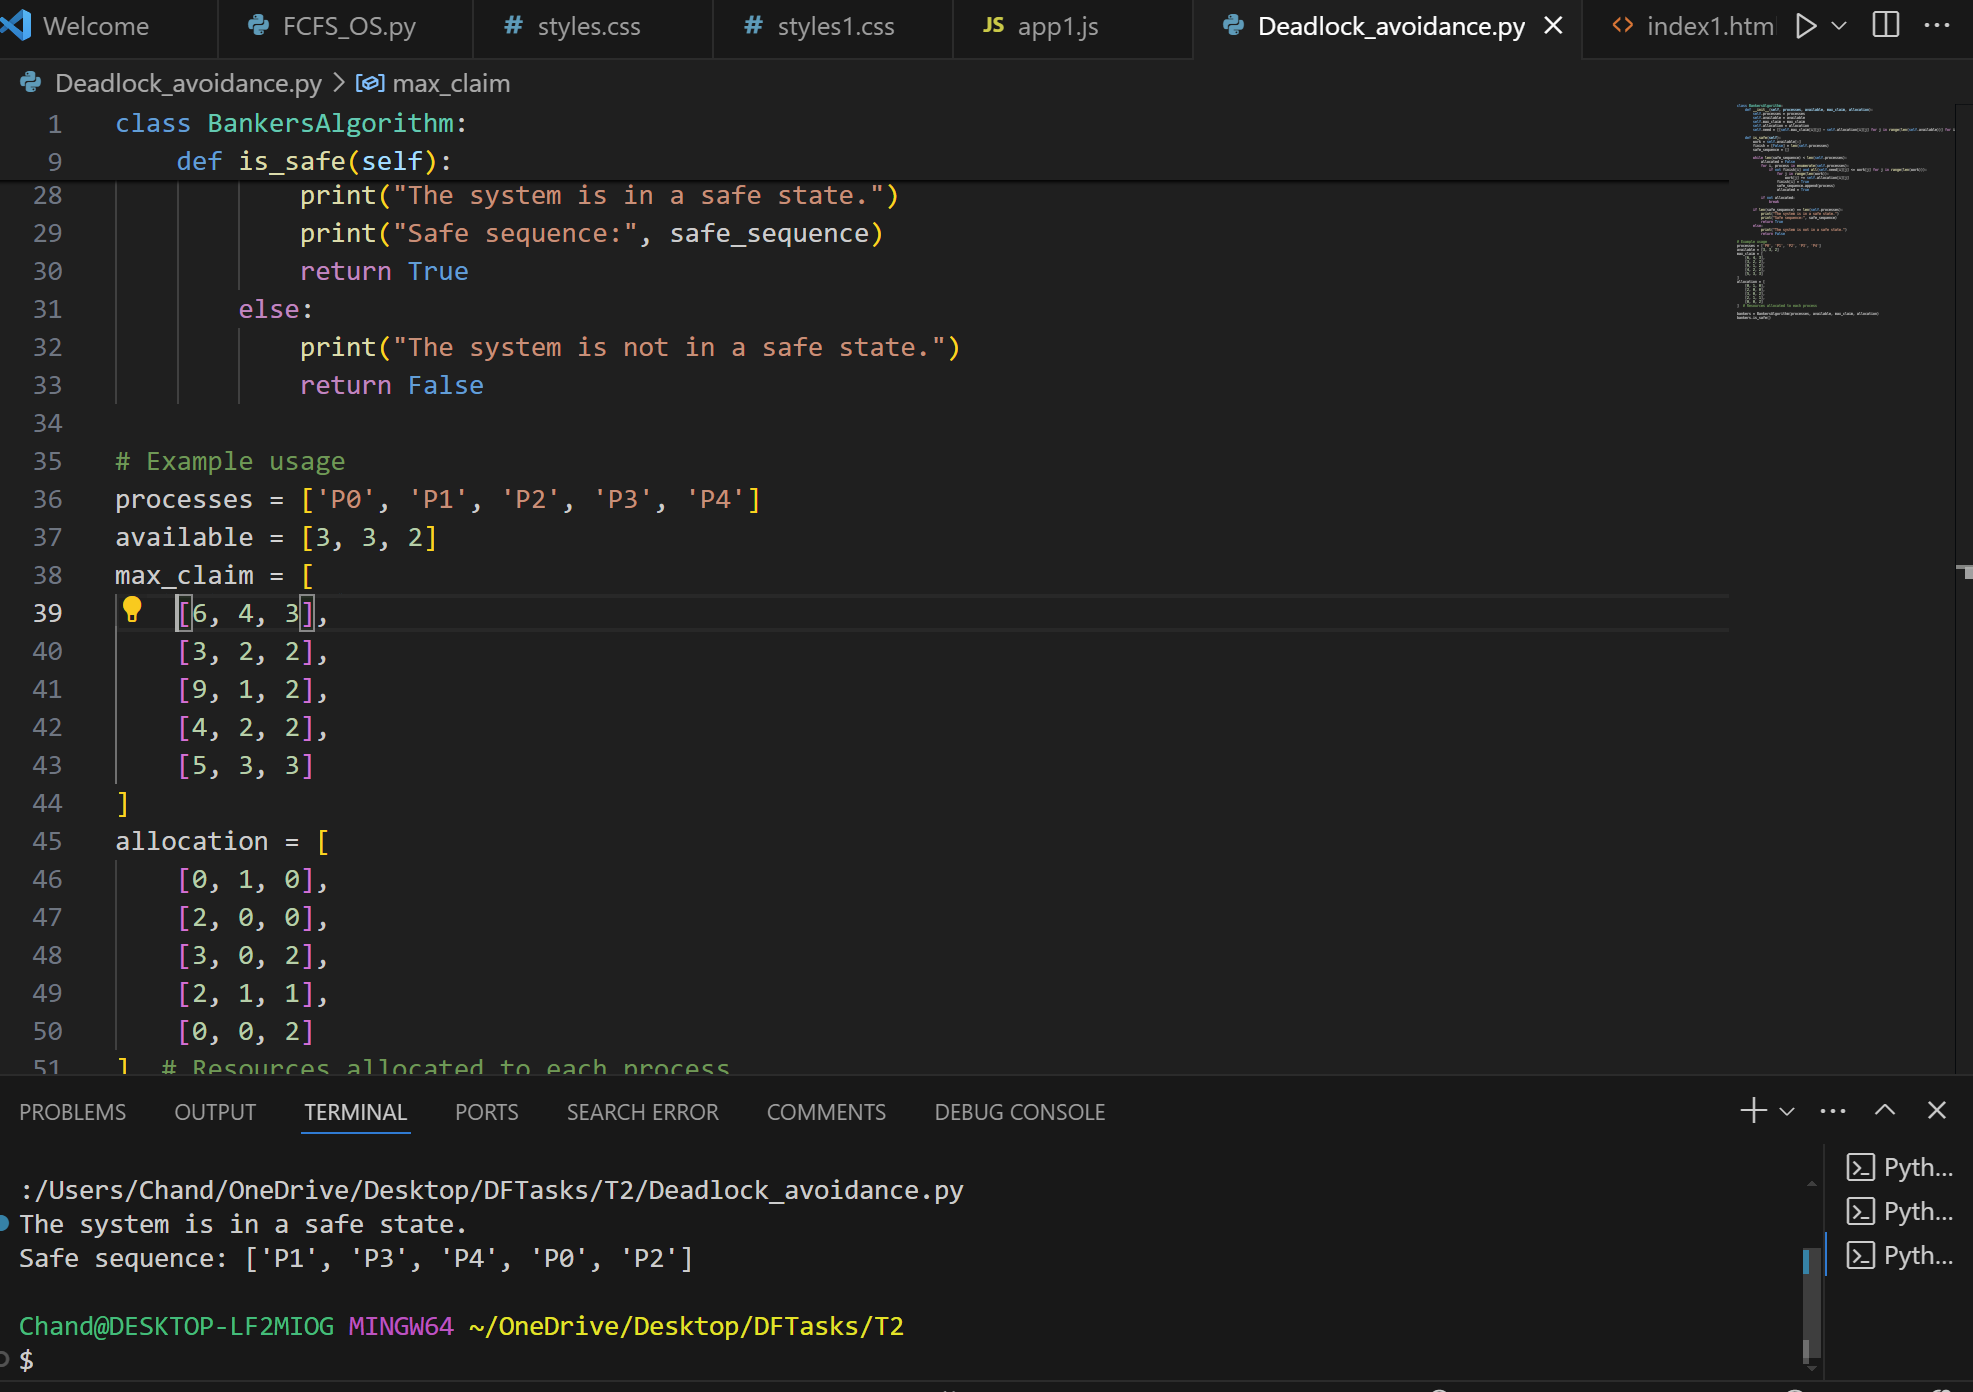 Welcome FCFS_OS.py # styles.css # styles1.css JS app1.js Deadlock_avoidance.py <> index1.htm
Deadlock_avoidance.py > max_claim
1 class BankersAlgorithm:
9 def is_safe(self):
28 print("The system is in a safe state.")
29 print("Safe sequence:", safe_sequence)
30 return True
31 else:
32 print("The system is not in a safe state.")
33 return False
34
35 # Example usage
36 processes = ['P0', 'P1', 'P2', 'P3', 'P4']
37 available = [3, 3, 2]
38 max_claim = [
39 [6, 4, 3],
40 [3, 2, 2],
41 [9, 1, 2],
42 [4, 2, 2],
43 [5, 3, 3]
44 ]
45 allocation = [
46 [0, 1, 0],
47 [2, 0, 0],
48 [3, 0, 2],
49 [2, 1, 1],
50 [0, 0, 2]
51 ] # Resources allocated to each process
PROBLEMS OUTPUT TERMINAL PORTS SEARCH ERROR COMMENTS DEBUG CONSOLE
:/Users/Chand/OneDrive/Desktop/DFTasks/T2/Deadlock_avoidance.py
The system is in a safe state.
Safe sequence: ['P1', 'P3', 'P4', 'P0', 'P2']
Chand@DESKTOP-LF2MIOG MINGW64 ~/OneDrive/Desktop/DFTasks/T2
$
Pyth...
Pyth...
Pyth...